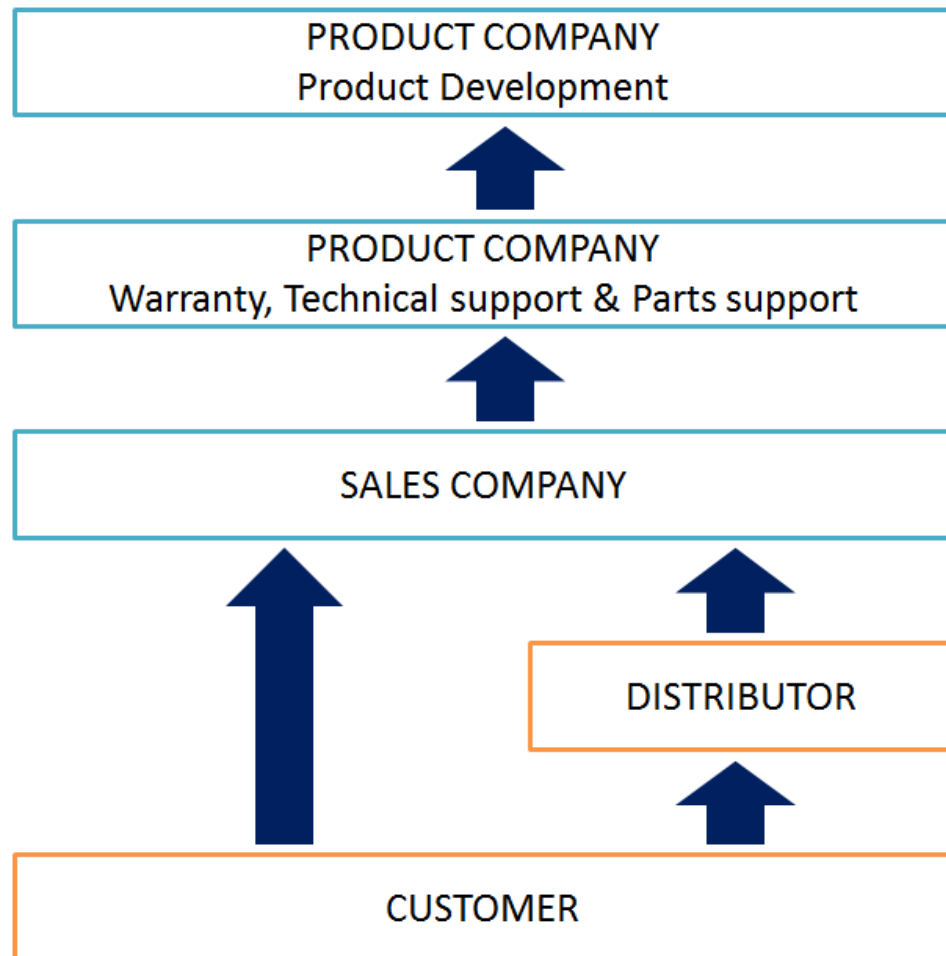 PRODUCT COMPANY
Product Development
PRODUCT COMPANY
Warranty, Technical support & Parts support
SALES COMPANY
DISTRIBUTOR
CUSTOMER